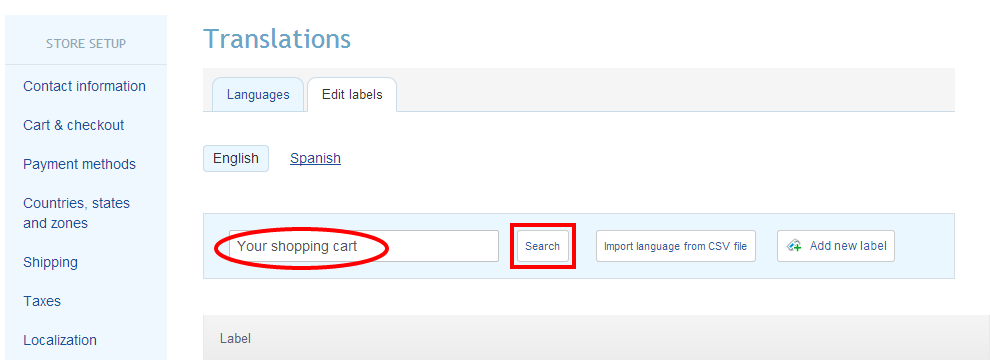 STORE SETUP
Contact information
Cart & checkout
Payment methods
Countries, states
and zones
Shipping
Taxes
Localization
Translations
Languages
Edit labels
English
Spanish
Your shopping cart
Search
Import language from CSV file
Add new label
Label